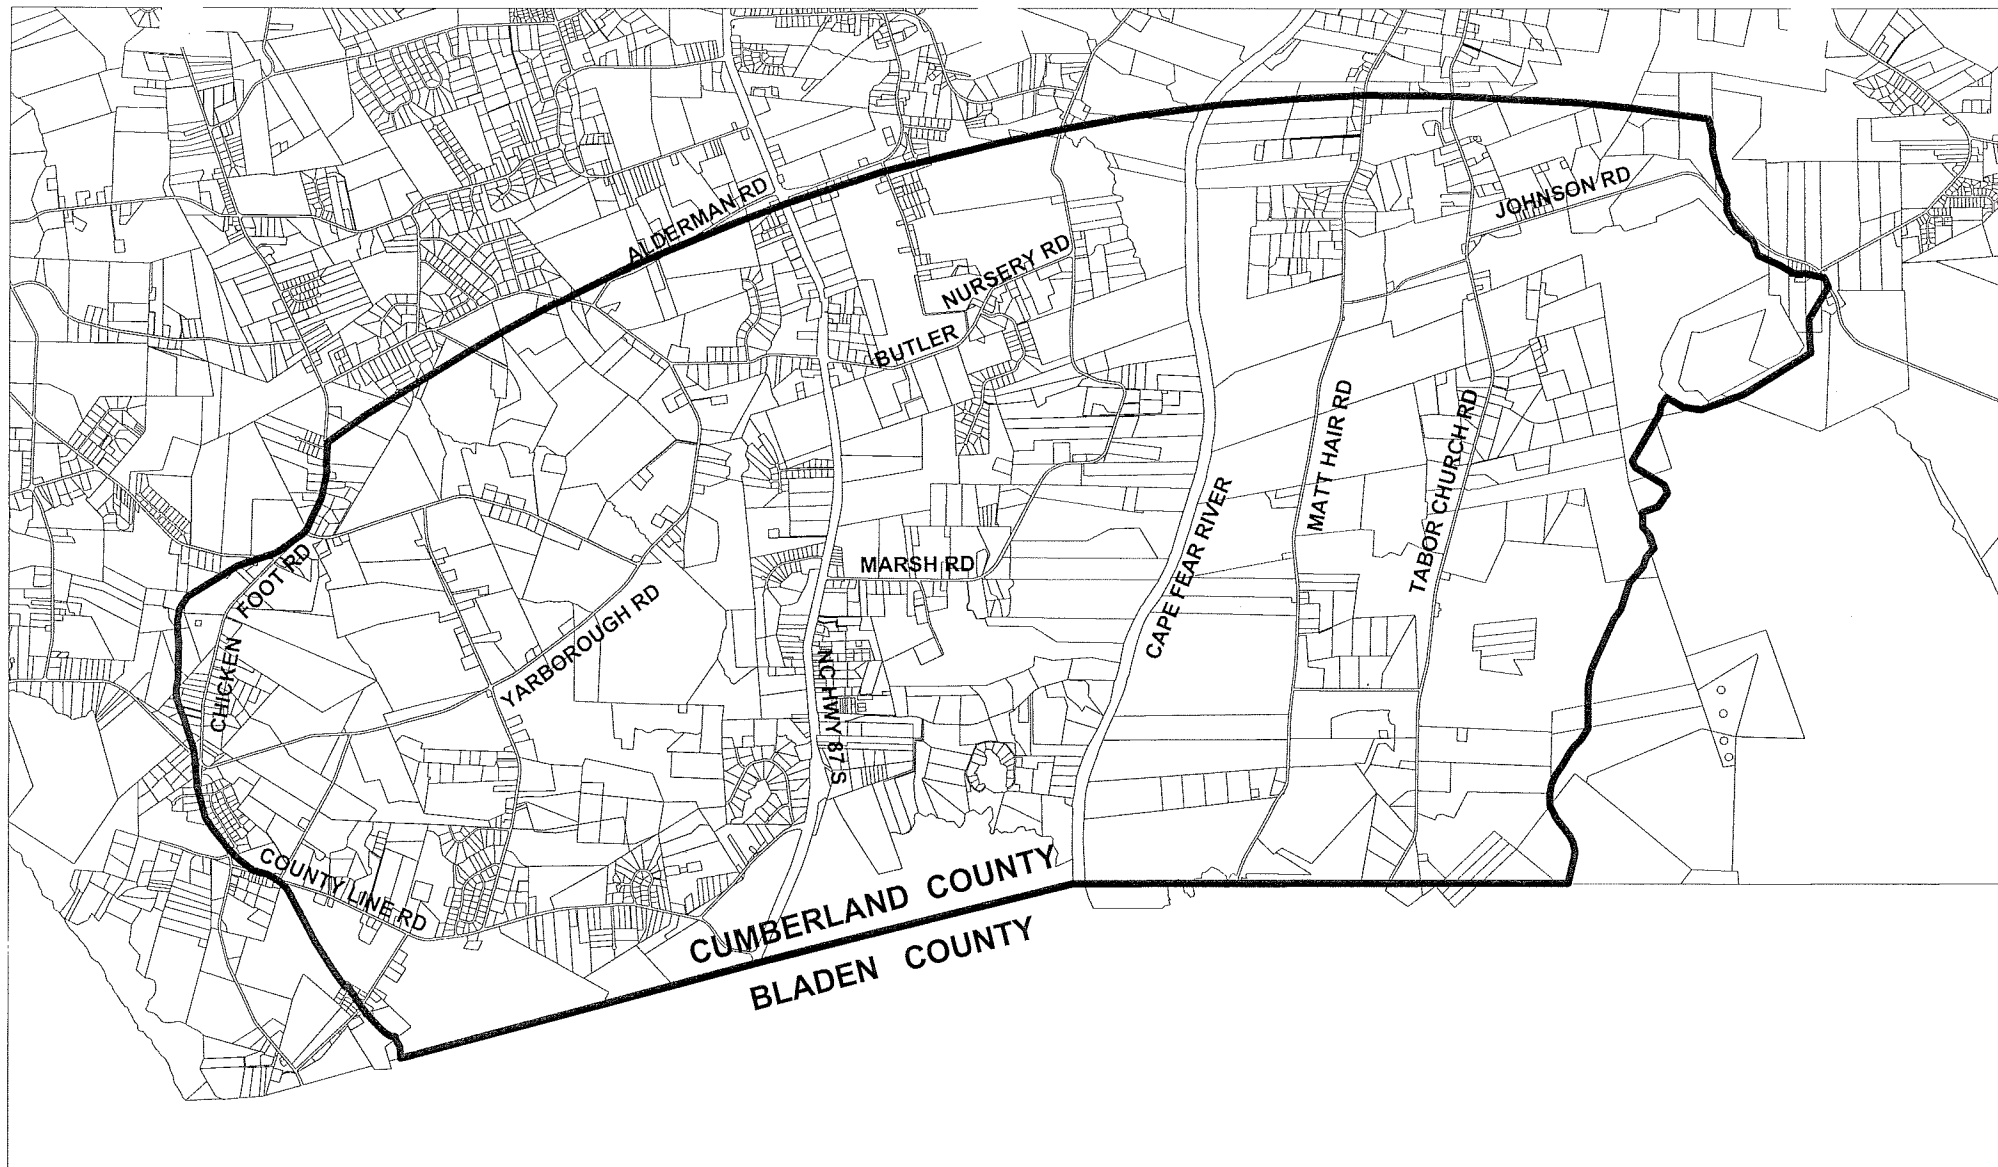 ALDERMAN RD
JOHNSON RD
NURSERY RD
BUTLER
MATT HAIR RD
TABOR CHURCH RD
CAPE FEAR RIVER
MARSH RD
CHICKEN FOOT RD
YARBOROUGH RD
NC HWY 87 S
COUNTY LINE RD
CUMBERLAND COUNTY
BLADEN COUNTY